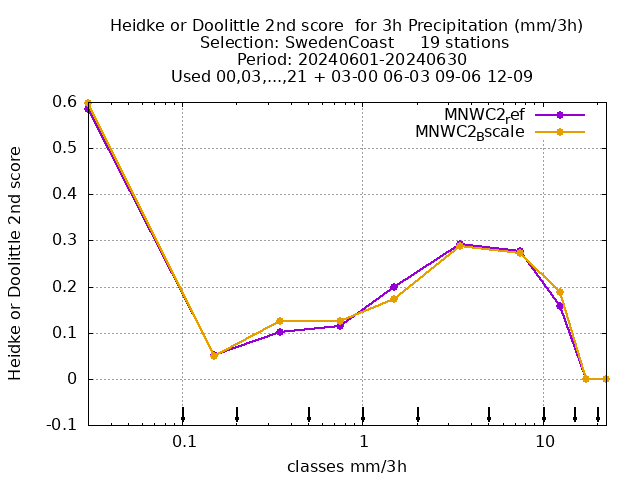 Heidke or Doolittle 2nd score  for 3h Precipitation (mm/3h)
Selection: SwedenCoast     19 stations
Period: 20240601-20240630
Used 00,03,...,21 + 03-00 06-03 09-06 12-09
MNWC2ref
MNWC2Bscale
0.6
0.5
0.4
0.3
0.2
0.1
0
-0.1
Heidke or Doolittle 2nd score
0.1
1
10
classes mm/3h